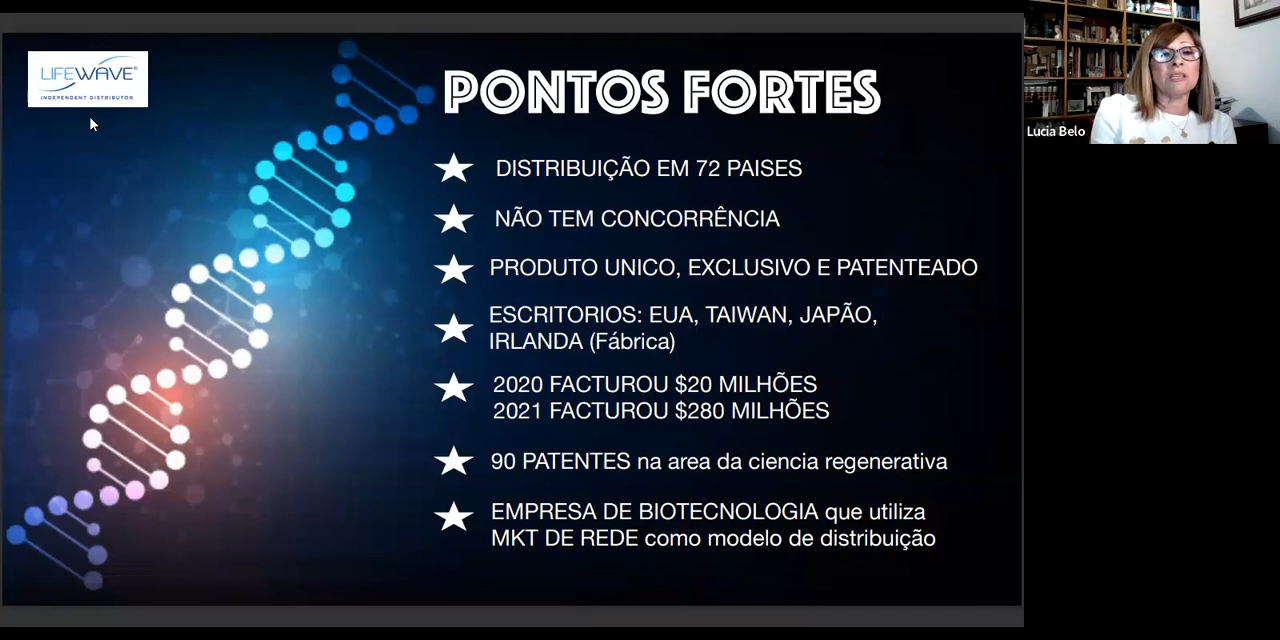 LIFEWAVE®
INDEPENDENT DISTRIBUTOR
PONTOS FORTES
DISTRIBUIÇÃO EM 72 PAISES
NÃO TEM CONCORRÊNCIA
PRODUTO UNICO, EXCLUSIVO E PATENTEADO
ESCRITORIOS: EUA, TAIWAN, JAPÃO,
IRLANDA (Fábrica)
2020 FACTUROU $20 MILHÕES
2021 FACTUROU $280 MILHÕES
90 PATENTES na area da ciencia regenerativa
EMPRESA DE BIOTECNOLOGIA que utiliza
MKT DE REDE como modelo de distribuição
Lucia Belo